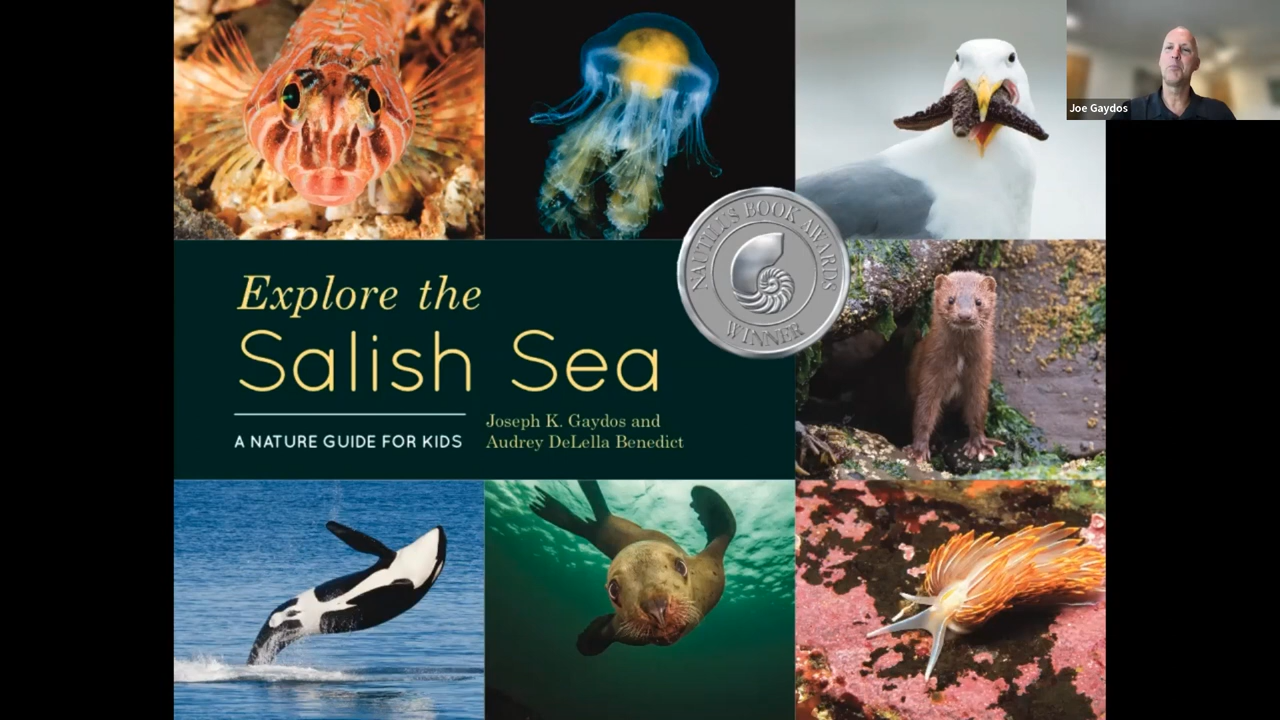 Joe Gaydos
NAUTILUS BOOK AWARDS
WINNER
Explore the
Salish Sea
A NATURE GUIDE FOR KIDS
Joseph K. Gaydos and
Audrey DeLella Benedict